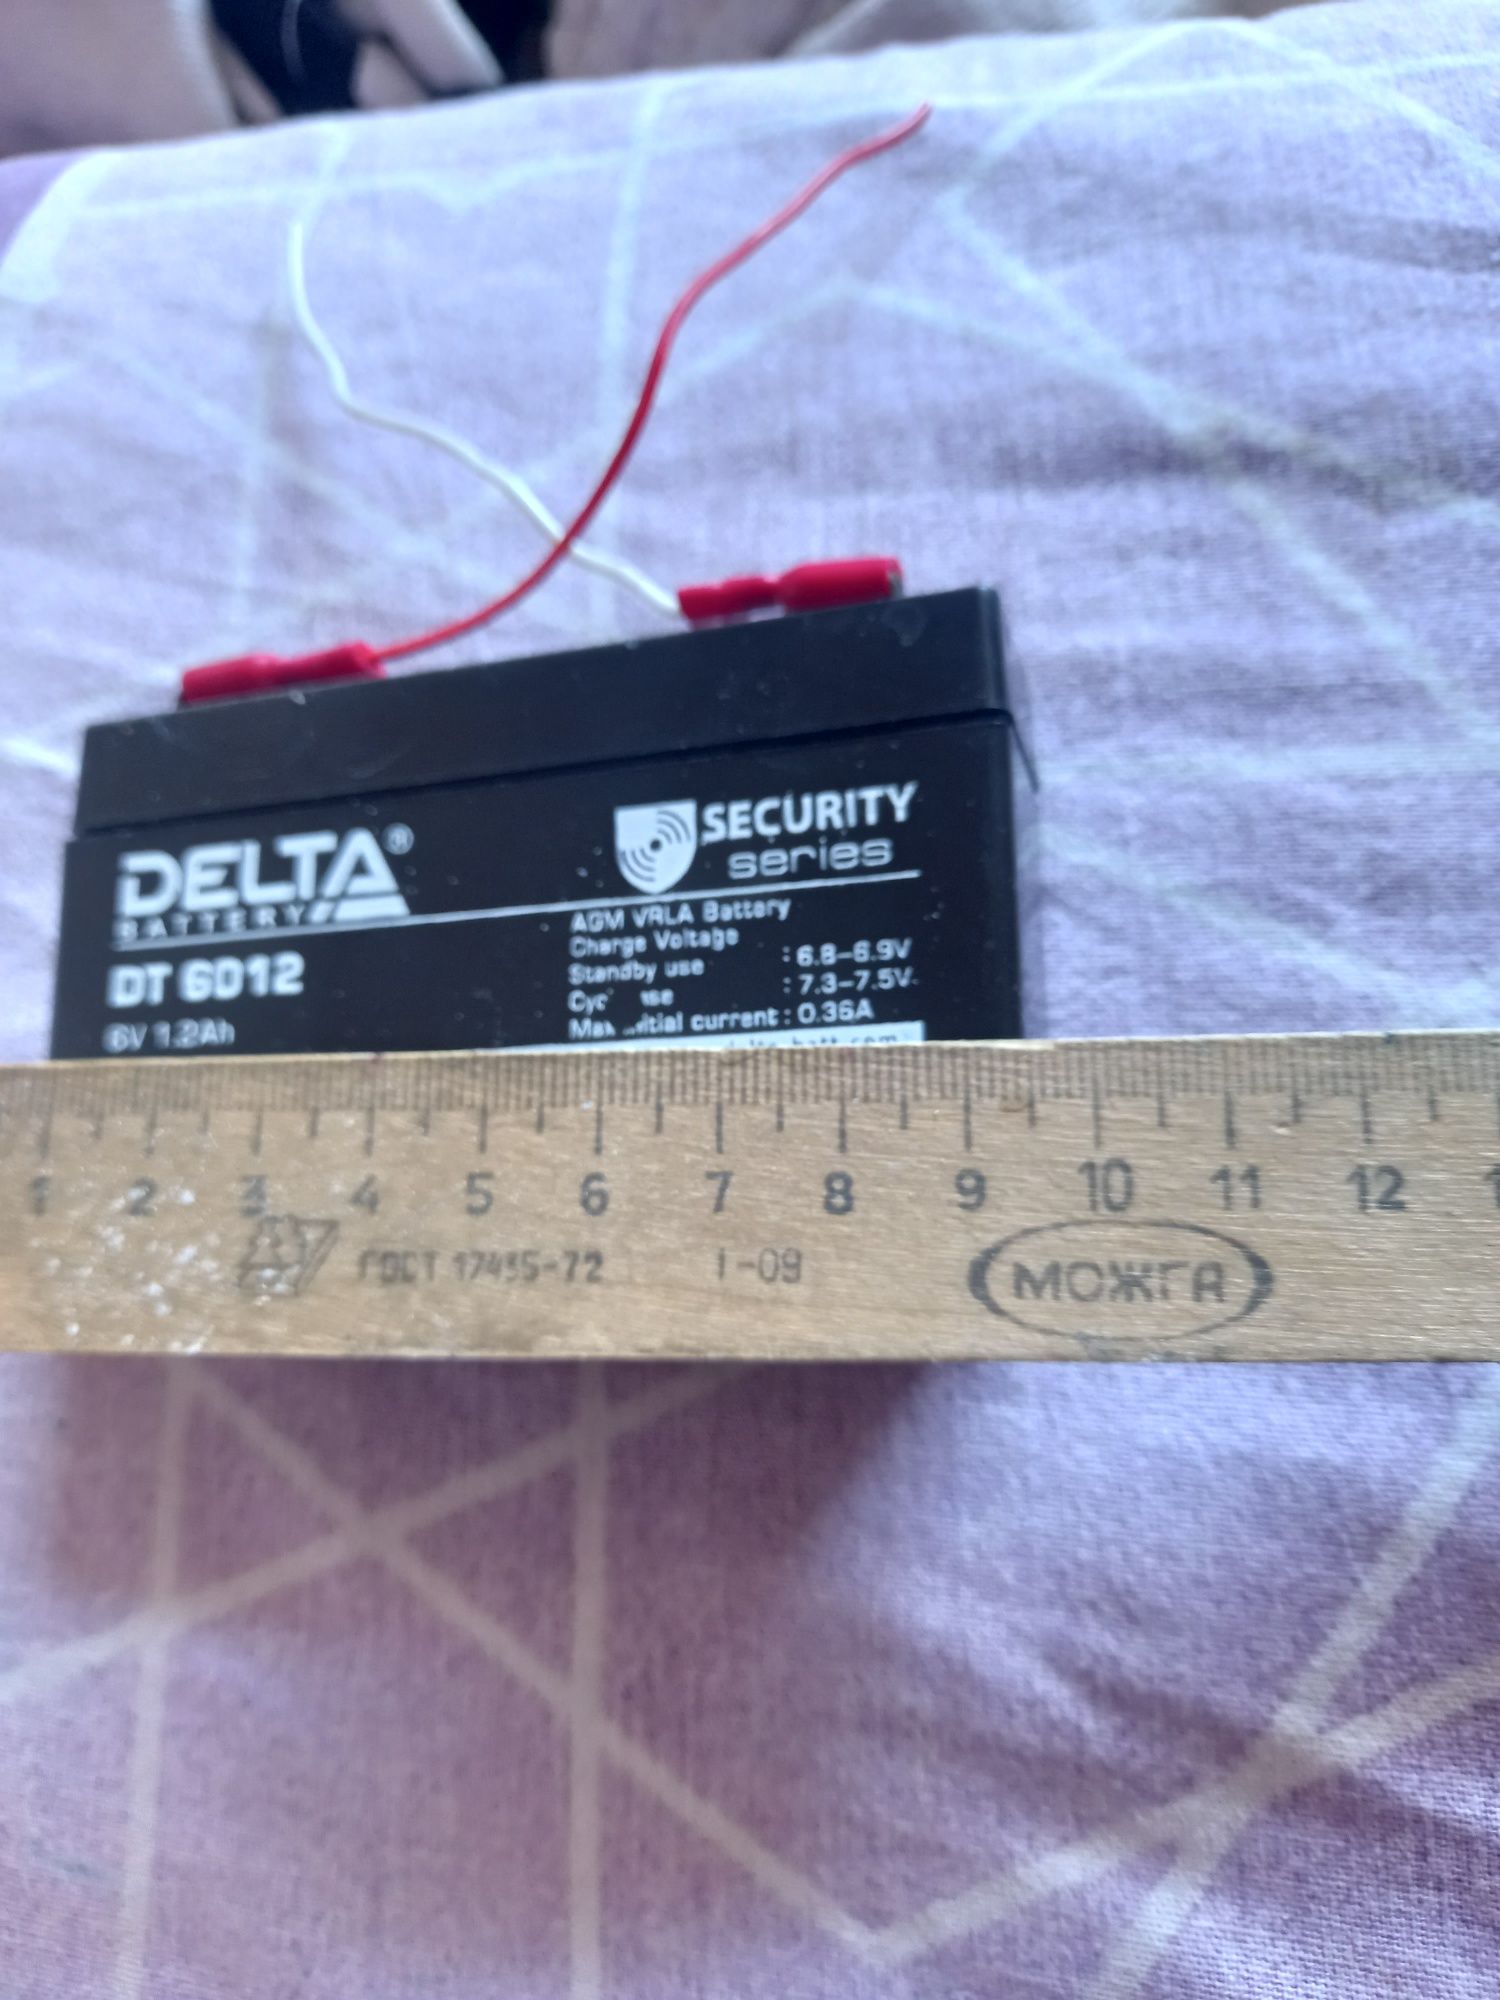 DELTA®
BATTERY
SECURITY
series
DT 6012
6V 1.2Ah
AGM VRLA Battery
Charge Voltage
Standby use : 6.8–6.9V
: 7.3–7.5V
current : 0.36A
1 2 3 4 5 6 7 8 9 10 11 12
ГОСТ 17435-72 1-09
МОЖГА